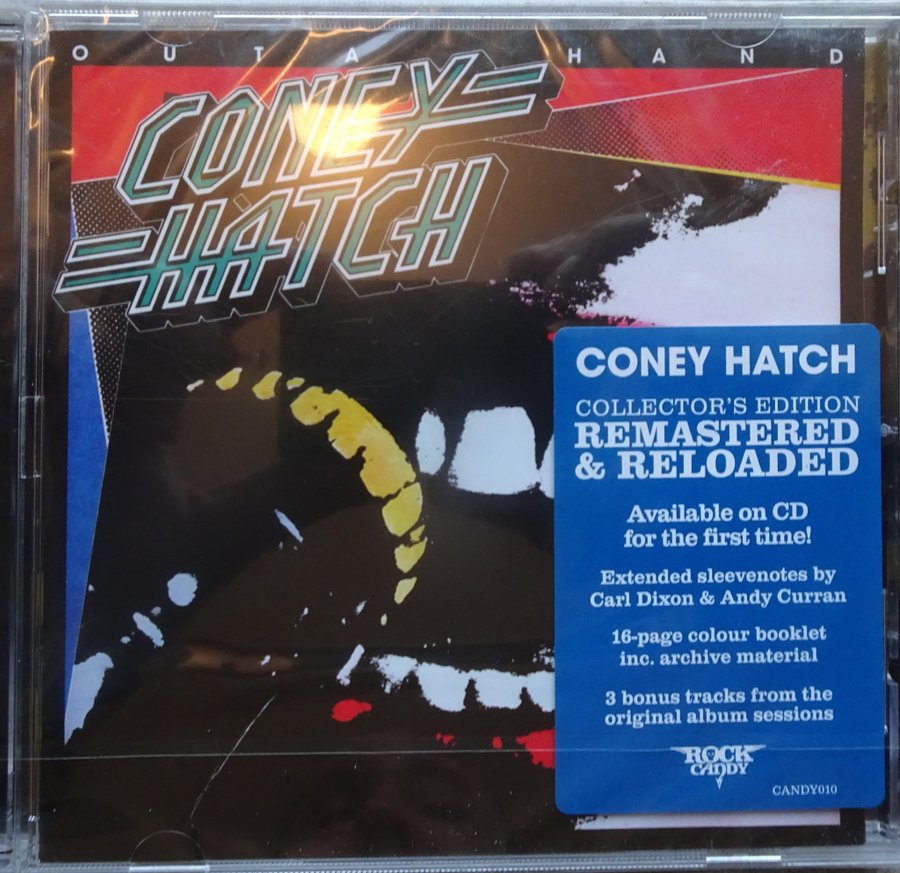 OUTA HAND
CONEY
HATCH
CONEY HATCH
COLLECTOR'S EDITION
REMASTERED
& RELOADED
Available on CD
for the first time!
Extended sleevenotes by
Carl Dixon & Andy Curran
16-page colour booklet
inc. archive material
3 bonus tracks from the
original album sessions
ROCK
CANDY
CANDY010